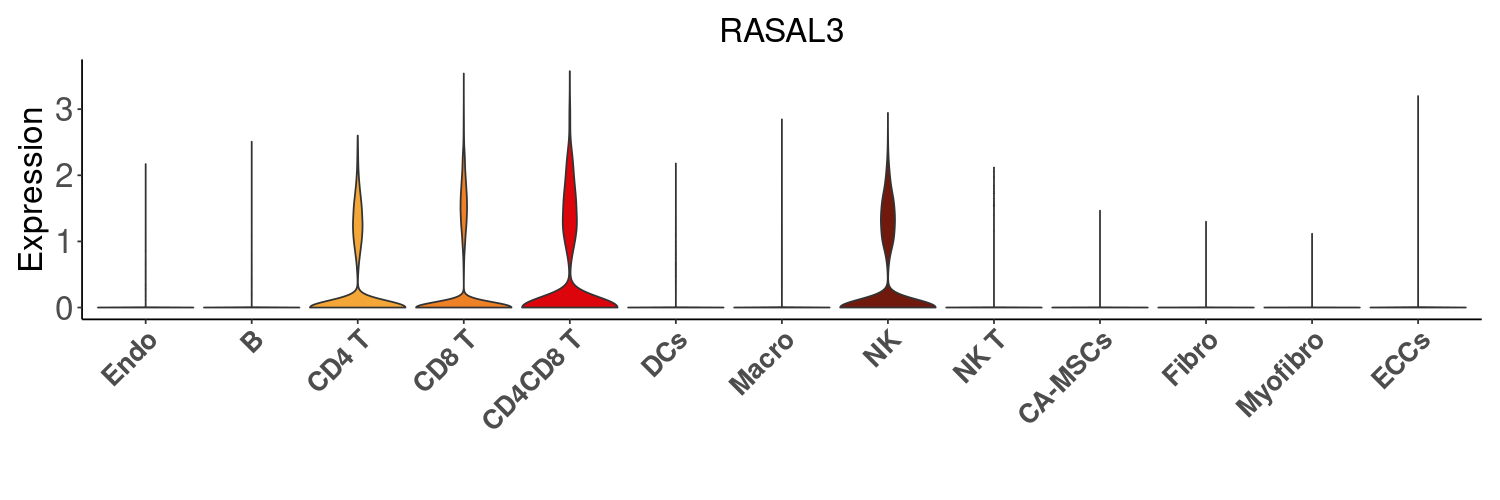 RASAL3
Expression
3
2
1
0
Endo
B
CD4 T
CD8 T
CD4CD8 T
DCs
Macro
NK
NK T
CA-MSCs
Fibro
Myofibro
ECCs